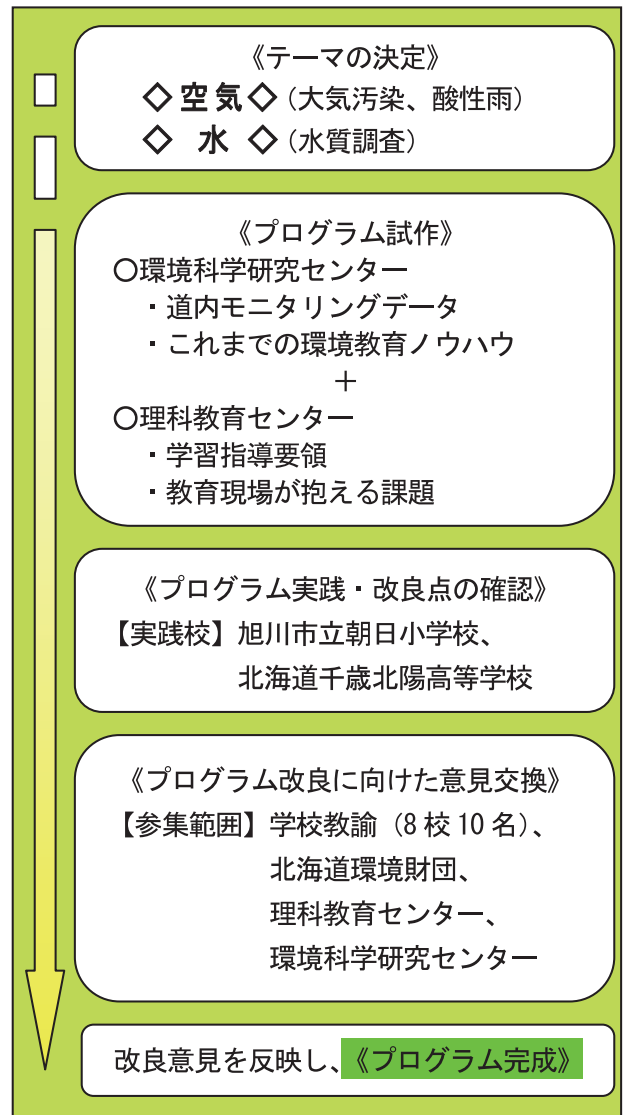 《テーマの決定》
◇空気◇(大気汚染、酸性雨)
◇ 水 ◇(水質調査)
《プログラム試作》
○環境科学研究センター
・道内モニタリングデータ
・これまでの環境教育ノウハウ
+
○理科教育センター
・学習指導要領
・教育現場が抱える課題
《プログラム実践・改良点の確認》
【実践校】旭川市立朝日小学校、
北海道千歳北陽高等学校
《プログラム改良に向けた意見交換》
【参集範囲】学校教諭(8校10名)、
北海道環境財団、
理科教育センター、
環境科学研究センター
改良意見を反映し、《プログラム完成》